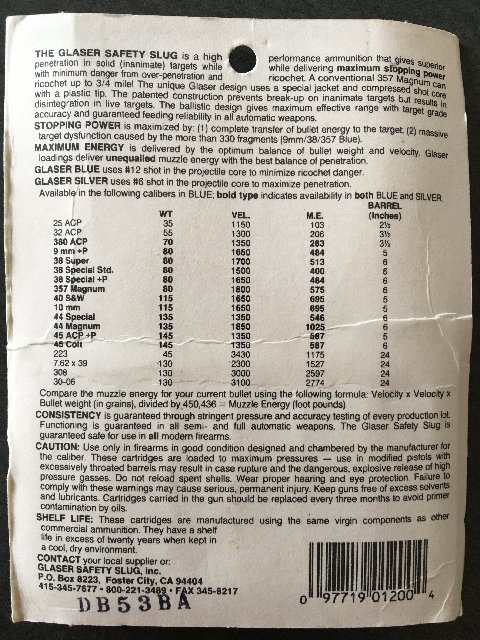 THE GLASER SAFETY SLUG is a high performance ammunition that gives superior
penetration in solid (inanimate) targets while while delivering maximum stopping power
with minimum danger from over-penetration and ricochet. A conventional 357 Magnum can
ricochet up to 3/4 mile! The unique Glaser design uses a special jacket and compressed shot core
with a plastic tip. The patented construction prevents break-up on inanimate targets but results in
disintegration in live targets. The ballistic design gives maximum effective range with target grade
accuracy and guaranteed feeding reliability in all automatic weapons.
STOPPING POWER is maximized by: (1) complete transfer of bullet energy to the target; (2) massive
target dysfunction caused by the more than 330 fragments (9mm/38/357 Blue).
MAXIMUM ENERGY is delivered by the optimum balance of bullet weight and velocity. Glaser
loadings deliver unequalled muzzle energy with the best balance of penetration.
GLASER BLUE uses #12 shot in the projectile core to minimize ricochet danger.
GLASER SILVER uses #6 shot in the projectile core to maximize penetration.
Available in the following calibers in BLUE; bold type indicates availability in both BLUE and SILVER.
BARREL
WT VEL. M.E. (Inches)
25 ACP 35 1150 103 2½
32 ACP 55 1300 206 3½
380 ACP 70 1350 283 3½
9 mm +P 80 1650 484 5
38 Super 80 1700 513 6
38 Special Std. 80 1500 400 6
38 Special +P 80 1650 484 6
357 Magnum 80 1800 575 6
40 S&W 115 1650 695 5
10 mm 115 1650 695 5
44 Special 135 1350 546 6
44 Magnum 135 1850 1025 6
45 ACP +P 145 1350 587 5
45 Colt 145 1350 587 6
223 45 3430 1175 24
7.62 x 39 130 2300 1527 24
308 130 3000 2597 24
30-06 130 3100 2774 24
Compare the muzzle energy for your current bullet using the following formula: Velocity x Velocity x
Bullet weight (in grains), divided by 450,436 = Muzzle Energy (foot pounds)
CONSISTENCY is guaranteed through stringent pressure and accuracy testing of every production lot.
Functioning is guaranteed in all semi- and full automatic weapons. The Glaser Safety Slug is
guaranteed safe for use in all modern firearms.
CAUTION: Use only in firearms in good condition designed and chambered by the manufacturer for
the caliber. These cartridges are loaded to maximum pressures — use in modified pistols with
excessively throated barrels may result in case rupture and the dangerous, explosive release of high
pressure gasses. Do not reload spent shells. Wear proper hearing and eye protection. Failure to
comply with these warnings may cause serious, permanent injury. Keep guns free of excess solvents
and lubricants. Cartridges carried in the gun should be replaced every three months to avoid primer
contamination by oils.
SHELF LIFE: These cartridges are manufactured using the same virgin components as other
commercial ammunition. They have a shelf
life in excess of twenty years when kept in
a cool, dry environment.
CONTACT your local supplier or:
GLASER SAFETY SLUG, Inc.
P.O. Box 8223, Foster City, CA 94404
415-345-7677 • 800-221-3489 • FAX 345-8217
DB53BA
0 97719 01200 4